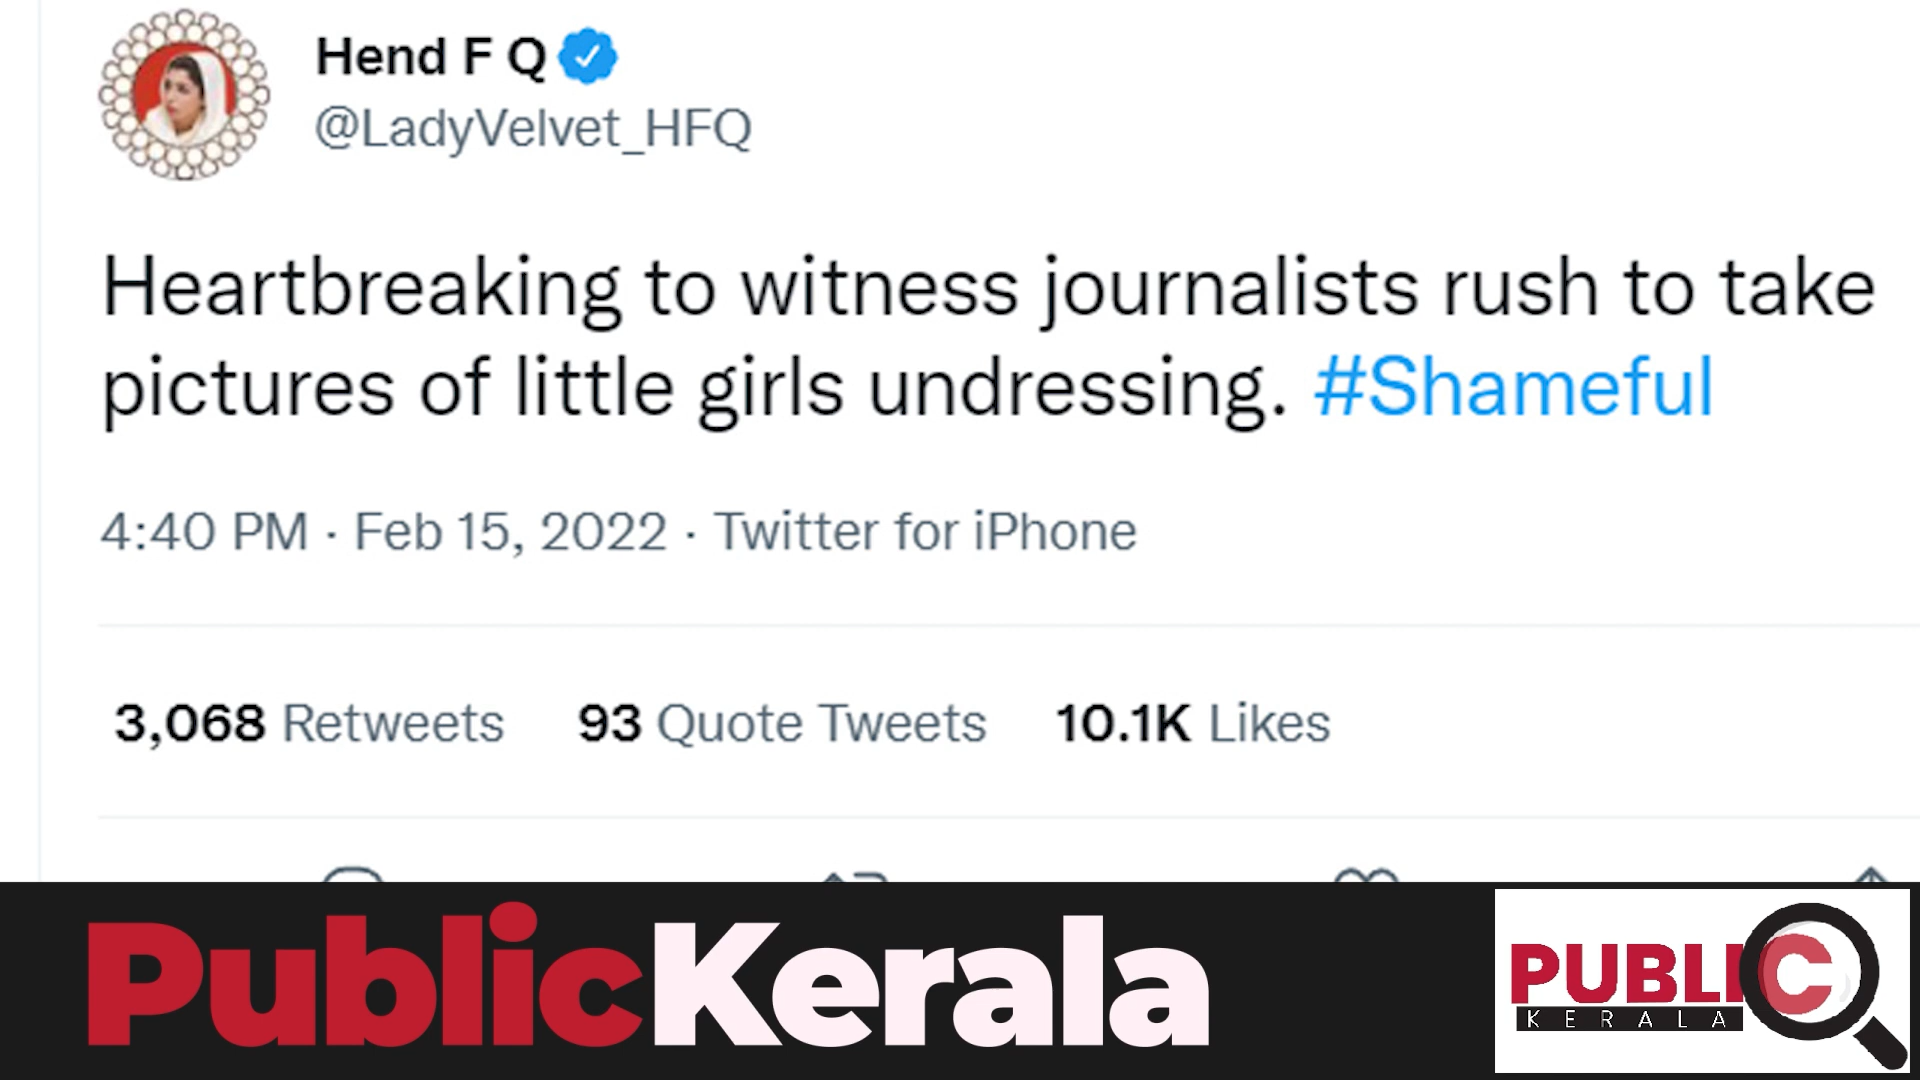 Hend F Q
@LadyVelvet_HFQ
Heartbreaking to witness journalists rush to take
pictures of little girls undressing. #Shameful
4:40 PM · Feb 15, 2022 · Twitter for iPhone
3,068 Retweets 93 Quote Tweets 10.1K Likes
PublicKerala
PUBLIC
KERALA